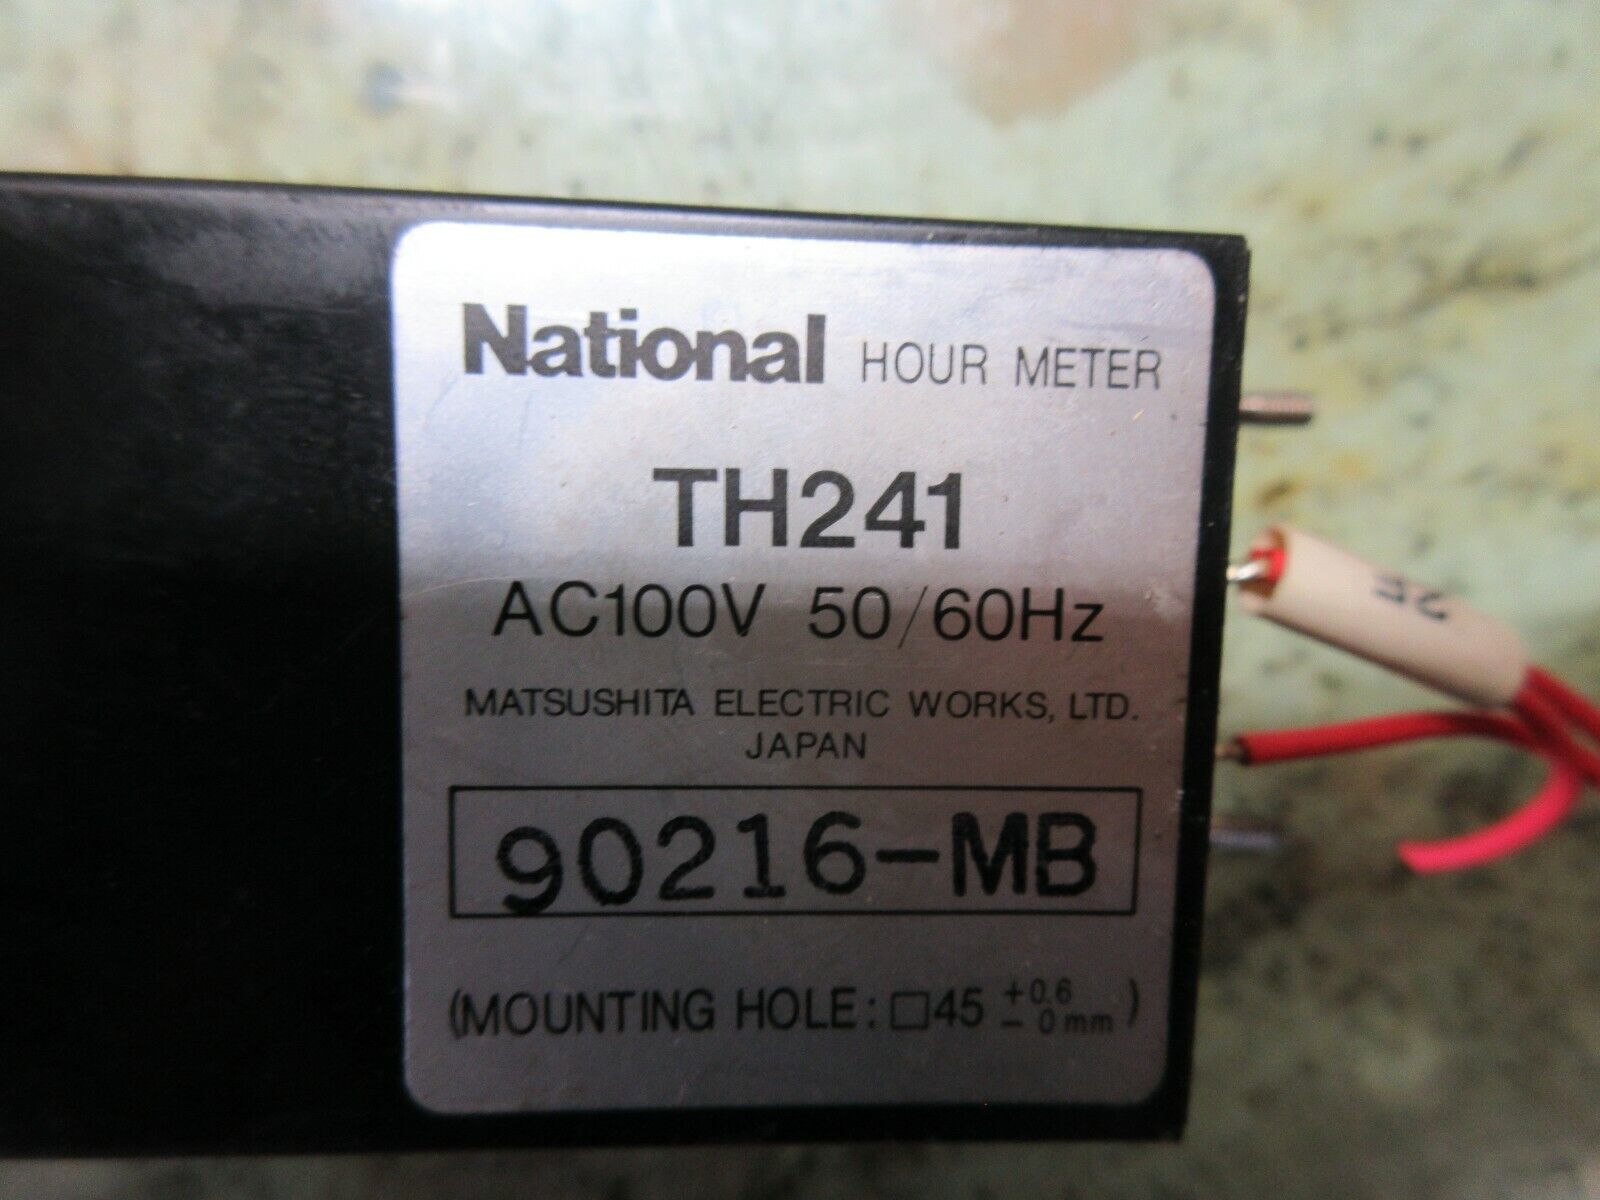 National HOUR METER
TH241
AC100V 50/60Hz
MATSUSHITA ELECTRIC WORKS, LTD.
JAPAN
90216-MB
(MOUNTING HOLE: □45 +0.6 − 0 mm)